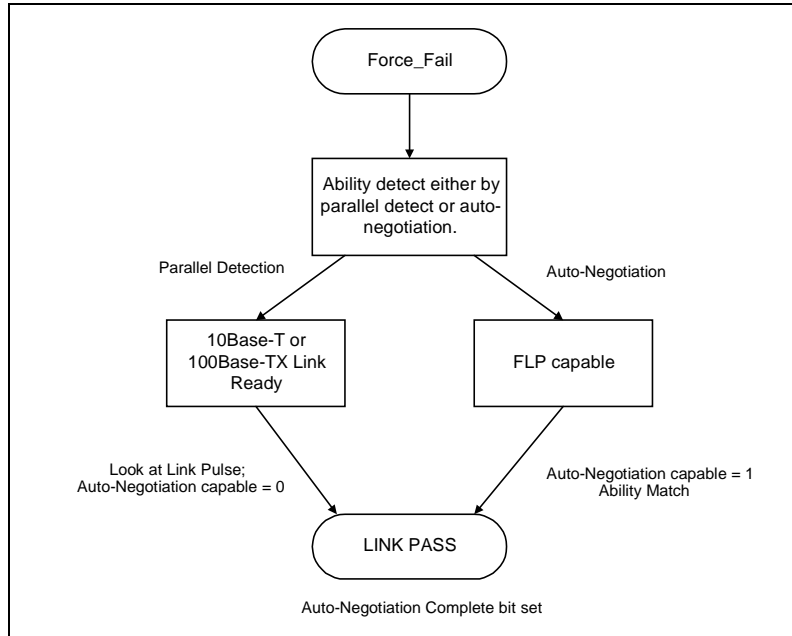 Force_Fail
Ability detect either by
parallel detect or auto-
negotiation.
Parallel Detection
Auto-Negotiation
10Base-T or
100Base-TX Link
Ready
FLP capable
Look at Link Pulse;
Auto-Negotiation capable = 0
Auto-Negotiation capable = 1
Ability Match
LINK PASS
Auto-Negotiation Complete bit set